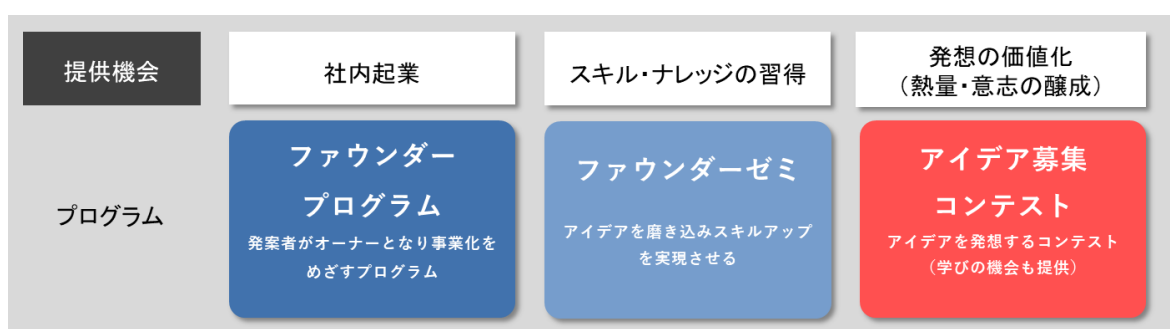 提供機会
社内起業
スキル・ナレッジの習得
発想の価値化
（熱量・意志の醸成）
プログラム
ファウンダー
プログラム
発案者がオーナーとなり事業化を
めざすプログラム
ファウンダーゼミ
アイデアを磨き込みスキルアップ
を実現させる
アイデア募集
コンテスト
アイデアを発想するコンテスト
（学びの機会も提供）